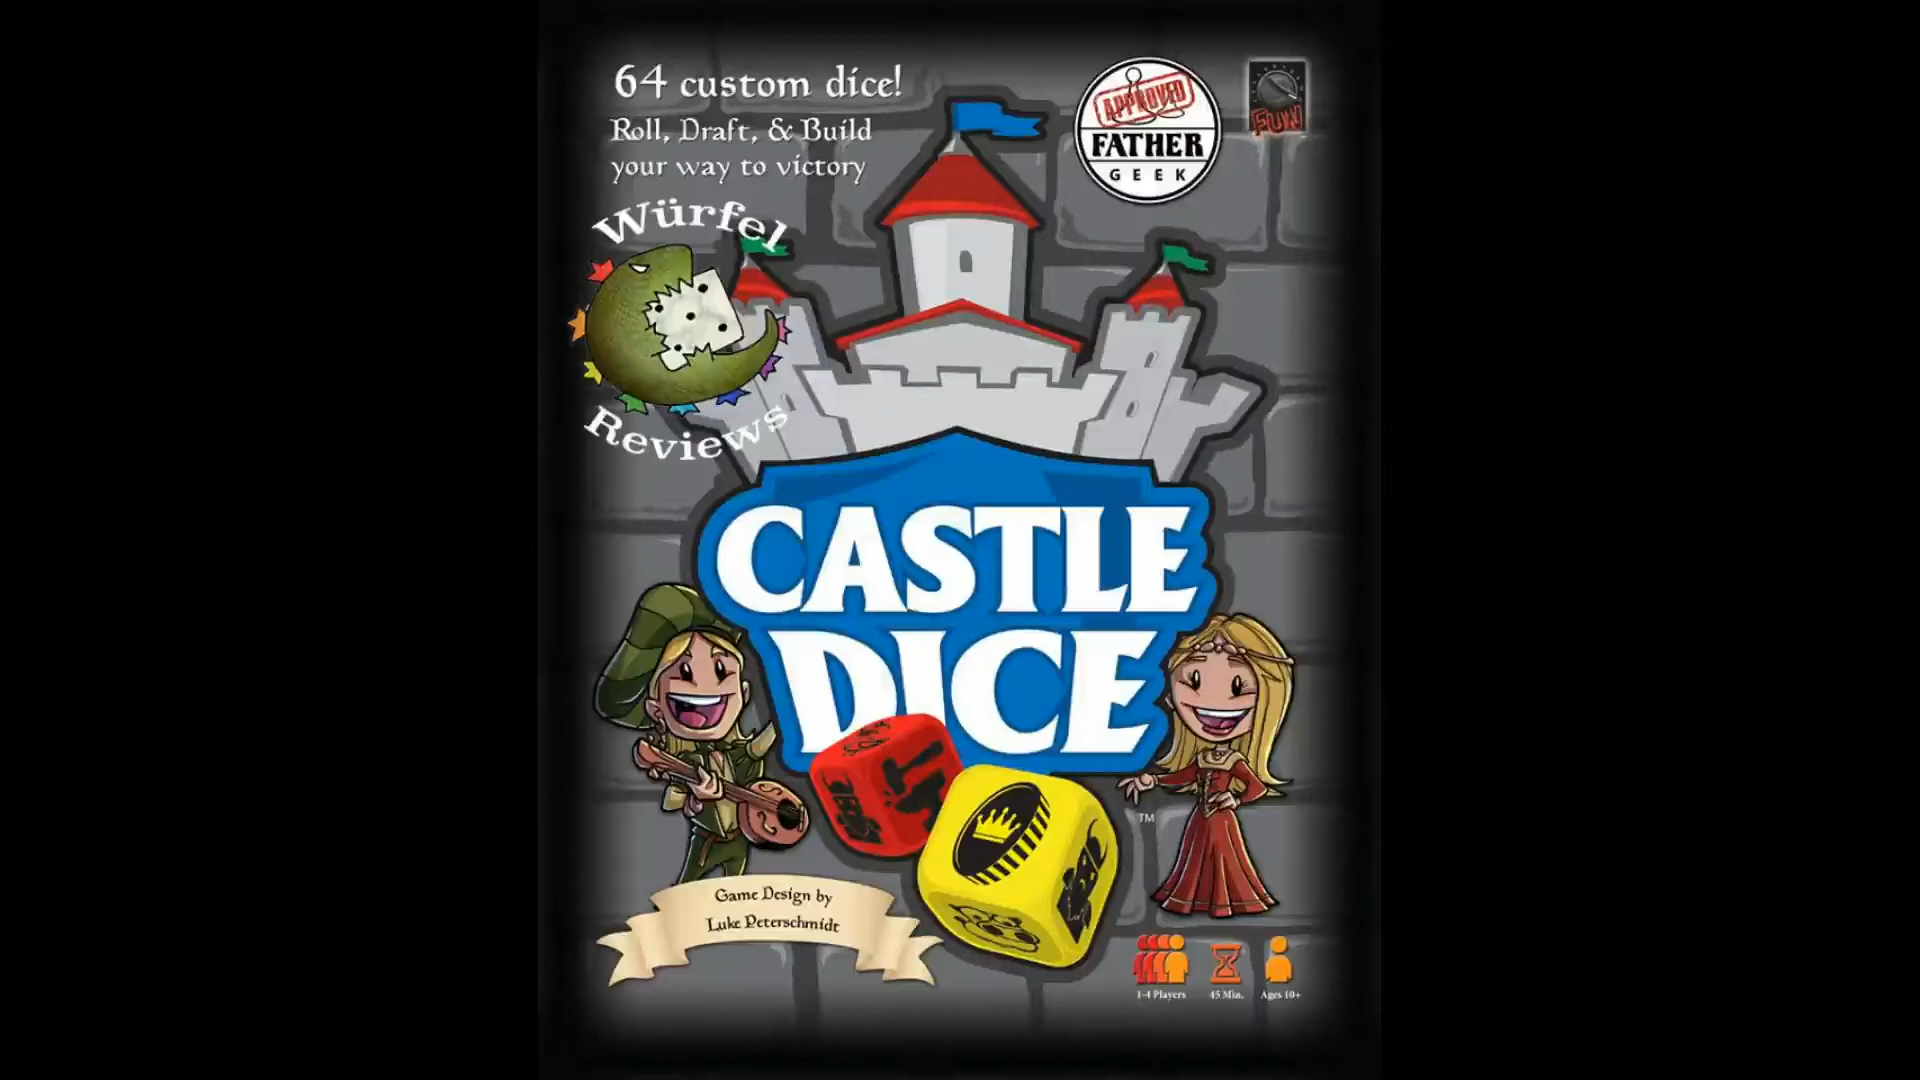 64 custom dice!
Roll, Draft, & Build
your way to victory
APPROVED
FATHER
GEEK
FUN
Würfel
Reviews
CASTLE
DICE
TM
Game Design by
Luke Peterschmidt
1-4 Players
45 Min.
Ages 10+